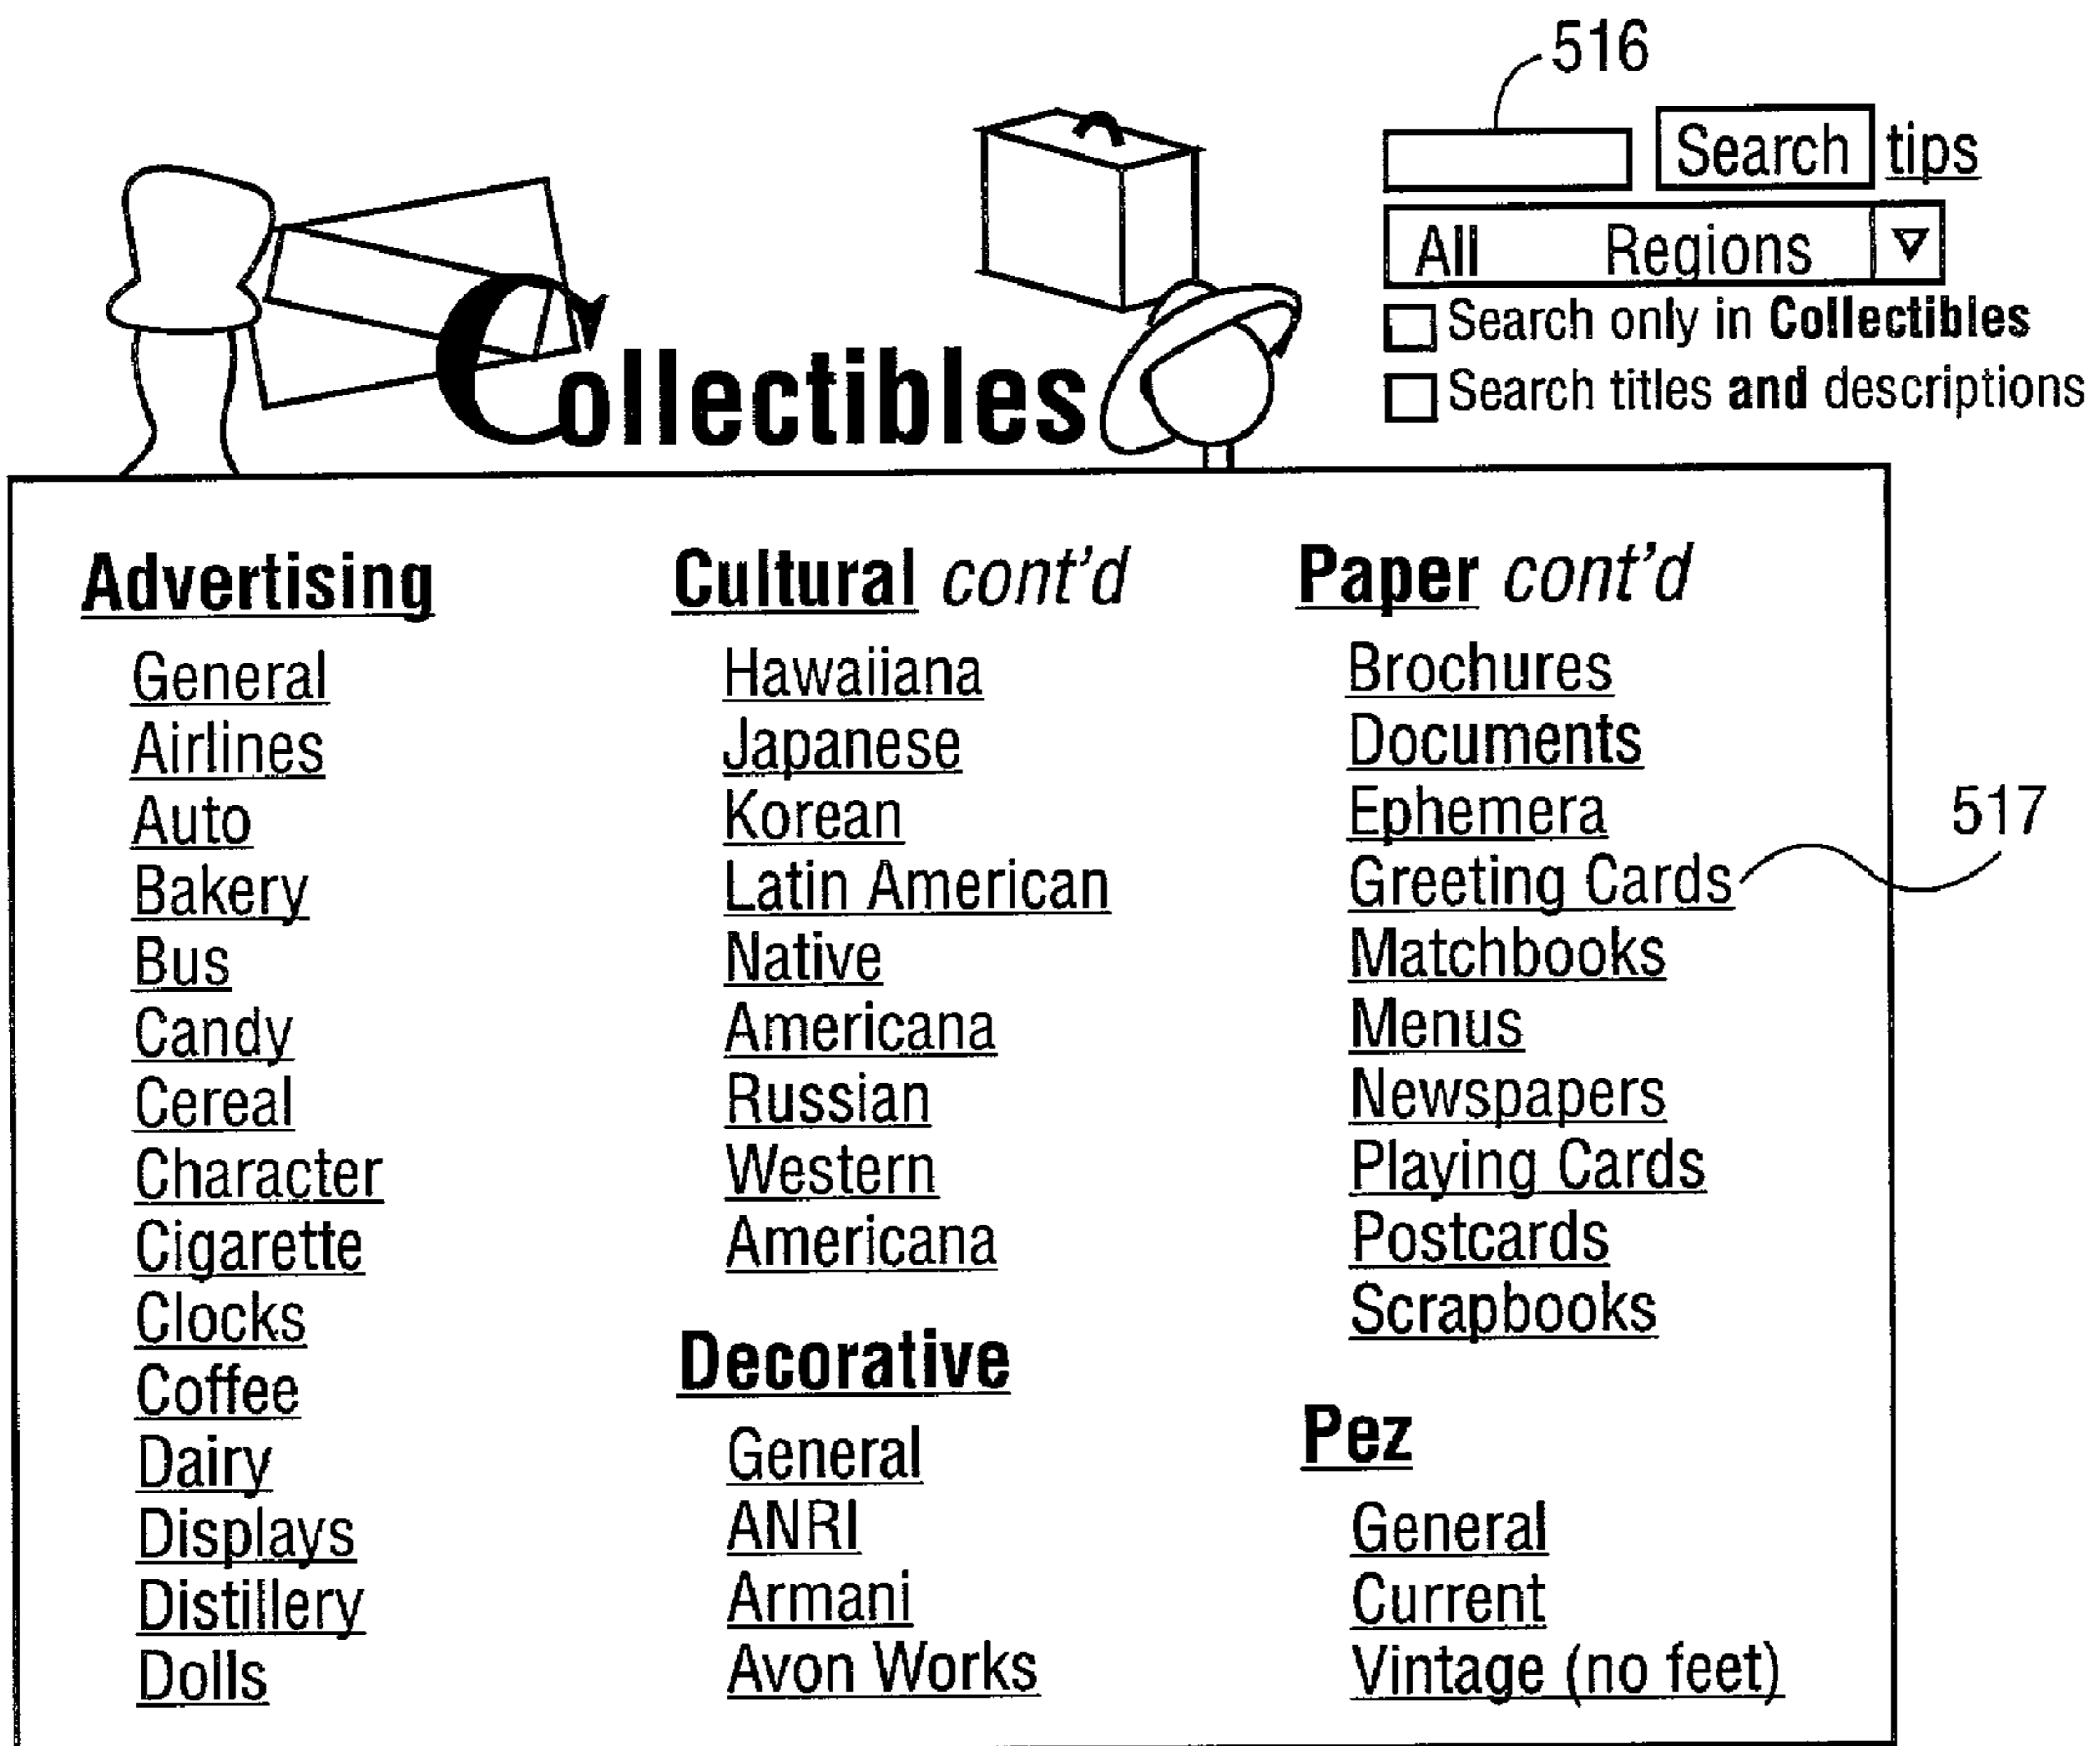 516
Search tips
All Regions
Search only in Collectibles
Search titles and descriptions
Collectibles
Advertising
General
Airlines
Auto
Bakery
Bus
Candy
Cereal
Character
Cigarette
Clocks
Coffee
Dairy
Displays
Distillery
Dolls
Cultural cont'd
Hawaiiana
Japanese
Korean
Latin American
Native
Americana
Russian
Western
Americana
Decorative
General
ANRI
Armani
Avon Works
Paper cont'd
Brochures
Documents
Ephemera
Greeting Cards
Matchbooks
Menus
Newspapers
Playing Cards
Postcards
Scrapbooks
Pez
General
Current
Vintage (no feet)
517